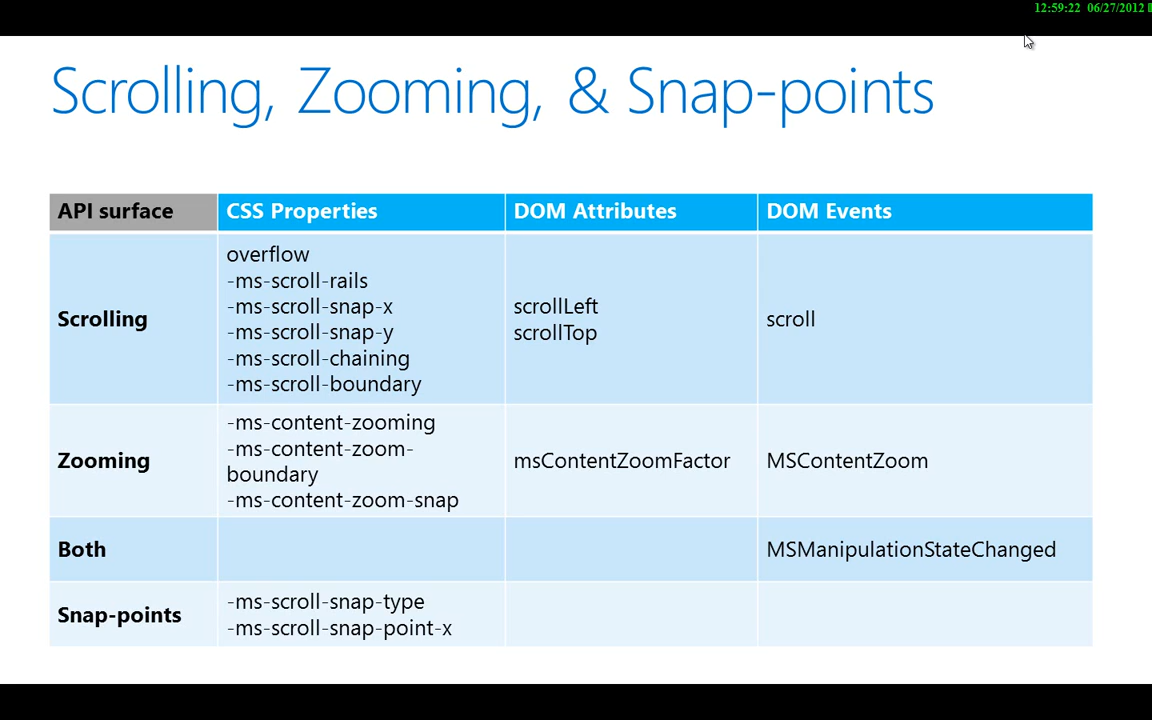 12:59:22 06/27/2012
Scrolling, Zooming, & Snap-points
API surface
CSS Properties
DOM Attributes
DOM Events
Scrolling
overflow
-ms-scroll-rails
-ms-scroll-snap-x
-ms-scroll-snap-y
-ms-scroll-chaining
-ms-scroll-boundary
scrollLeft
scrollTop
scroll
Zooming
-ms-content-zooming
-ms-content-zoom-
boundary
-ms-content-zoom-snap
msContentZoomFactor
MSContentZoom
Both
MSManipulationStateChanged
Snap-points
-ms-scroll-snap-type
-ms-scroll-snap-point-x